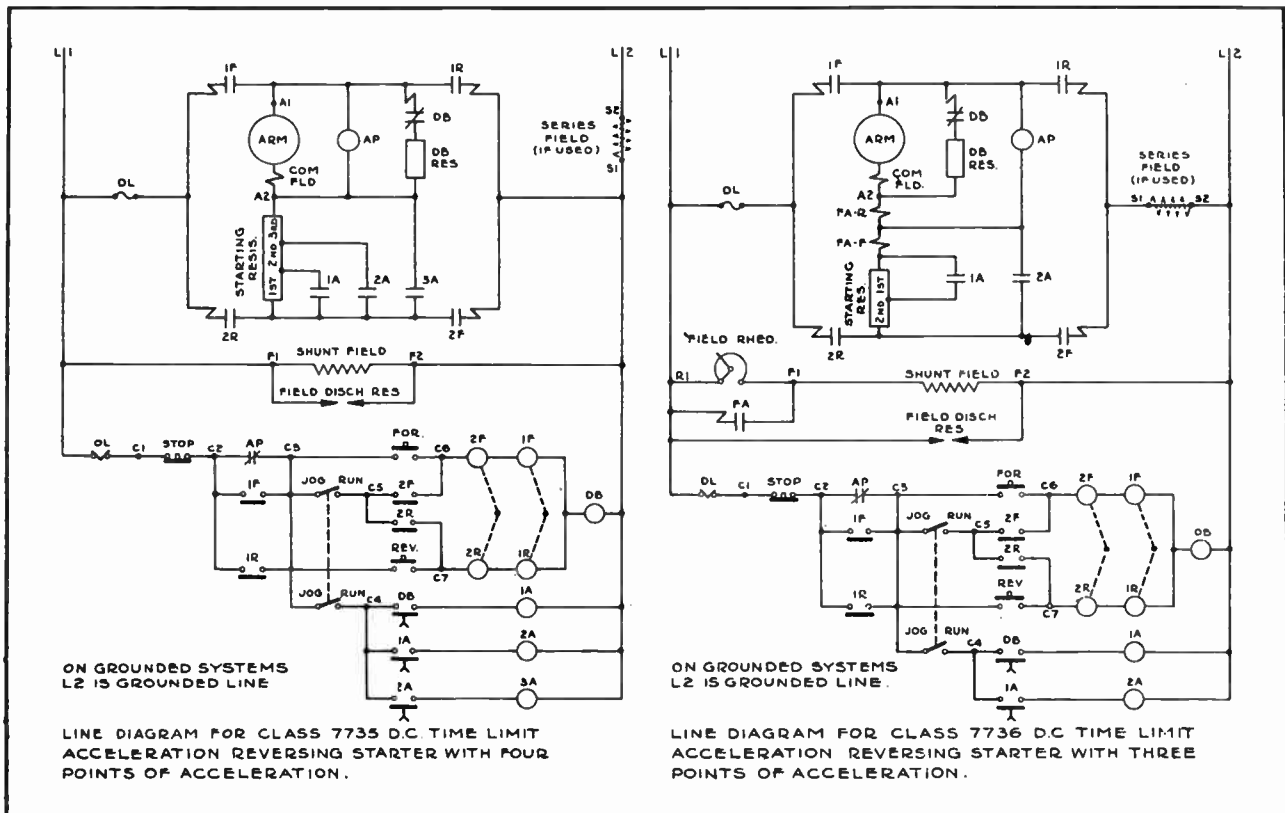 L 1
L 2
1F
1R
A1
ARM
AP
DB
DB
RES
COM
FLD
A2
SERIES
FIELD
(IF USED)
S2
S1
OL
STARTING
RESIS.
1ST 2ND 3RD
1A
2A
3A
2R
2F
F1
SHUNT FIELD
F2
FIELD DISCH RES
OL
C1
STOP
C2
AP
C3
FOR.
C6
2F
1F
1F
JOG
RUN
C5
2F
2R
DB
1R
REV.
C7
2R
1R
JOG
RUN
C4
DB
1A
1A
2A
2A
3A
ON GROUNDED SYSTEMS
L2 IS GROUNDED LINE
LINE DIAGRAM FOR CLASS 7735 D.C. TIME LIMIT
ACCELERATION REVERSING STARTER WITH FOUR
POINTS OF ACCELERATION.
L 1
L 2
1F
1R
A1
ARM
DB
AP
DB
RES.
COM
FLD.
A2
FA-R
FA-F
SERIES
FIELD
(IF USED)
S1
S2
OL
STARTING
RES.
2ND 1ST
1A
2A
2R
2F
FIELD RHEO.
R1
F1
SHUNT FIELD
F2
FA
FIELD DISCH
RES
OL
C1
STOP
C2
AP
C3
FOR
C6
2F
1F
1F
JOG
RUN
C5
2F
2R
DB
1R
REV
C7
2R
1R
JOG
RUN
C4
DB
1A
1A
2A
ON GROUNDED SYSTEMS
L2 IS GROUNDED LINE.
LINE DIAGRAM FOR CLASS 7736 D.C TIME LIMIT
ACCELERATION REVERSING STARTER WITH THREE
POINTS OF ACCELERATION.